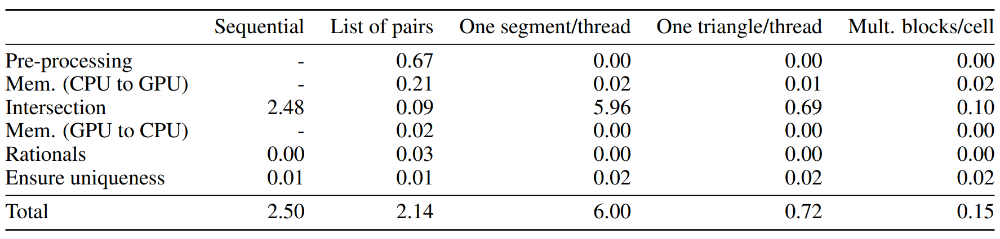 Sequential List of pairs One segment/thread One triangle/thread Mult. blocks/cell
Pre-processing - 0.67 0.00 0.00 0.00
Mem. (CPU to GPU) - 0.21 0.02 0.01 0.02
Intersection 2.48 0.09 5.96 0.69 0.10
Mem. (GPU to CPU) - 0.02 0.00 0.00 0.00
Rationals 0.00 0.03 0.00 0.00 0.00
Ensure uniqueness 0.01 0.01 0.02 0.02 0.02
Total 2.50 2.14 6.00 0.72 0.15